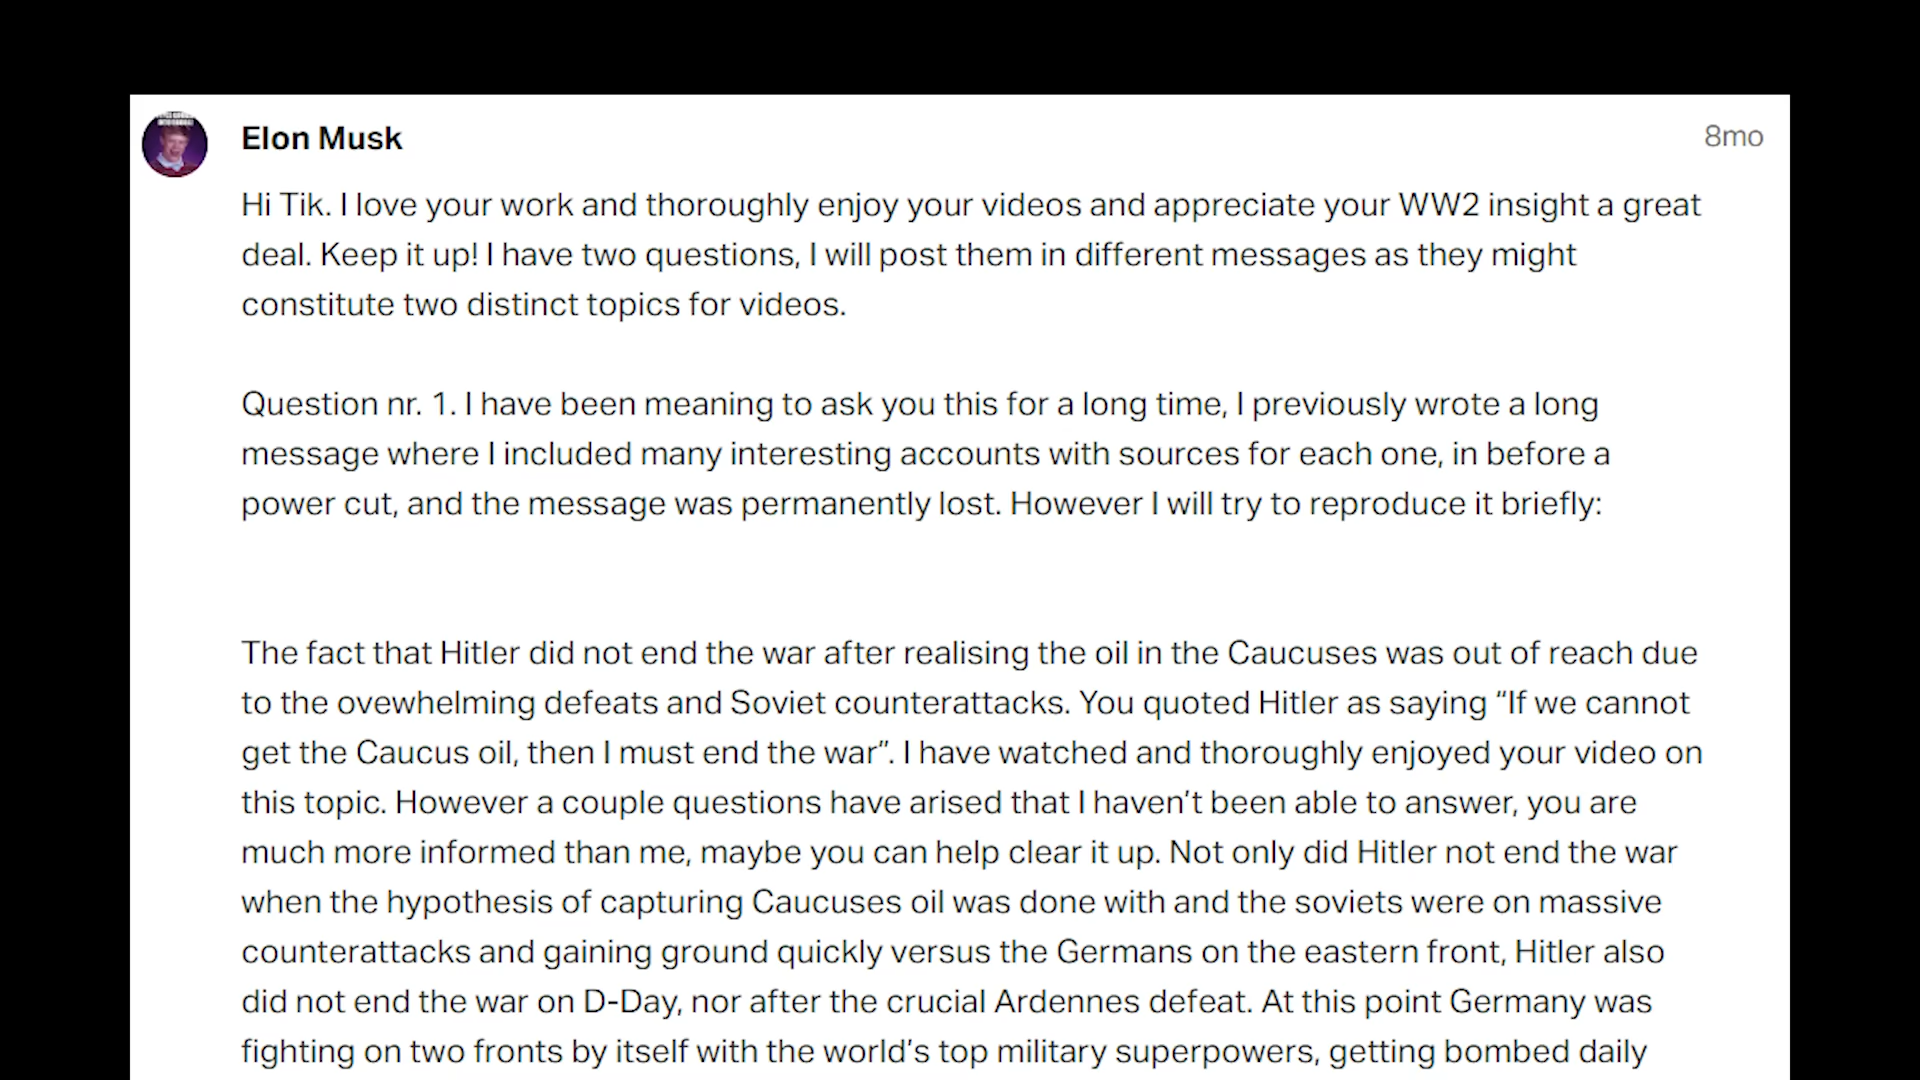 Elon Musk
8mo
Hi Tik. I love your work and thoroughly enjoy your videos and appreciate your WW2 insight a great
deal. Keep it up! I have two questions, I will post them in different messages as they might
constitute two distinct topics for videos.
Question nr. 1. I have been meaning to ask you this for a long time, I previously wrote a long
message where I included many interesting accounts with sources for each one, in before a
power cut, and the message was permanently lost. However I will try to reproduce it briefly:
The fact that Hitler did not end the war after realising the oil in the Caucuses was out of reach due
to the ovewhelming defeats and Soviet counterattacks. You quoted Hitler as saying “If we cannot
get the Caucus oil, then I must end the war”. I have watched and thoroughly enjoyed your video on
this topic. However a couple questions have arised that I haven’t been able to answer, you are
much more informed than me, maybe you can help clear it up. Not only did Hitler not end the war
when the hypothesis of capturing Caucuses oil was done with and the soviets were on massive
counterattacks and gaining ground quickly versus the Germans on the eastern front, Hitler also
did not end the war on D-Day, nor after the crucial Ardennes defeat. At this point Germany was
fighting on two fronts by itself with the world’s top military superpowers, getting bombed daily